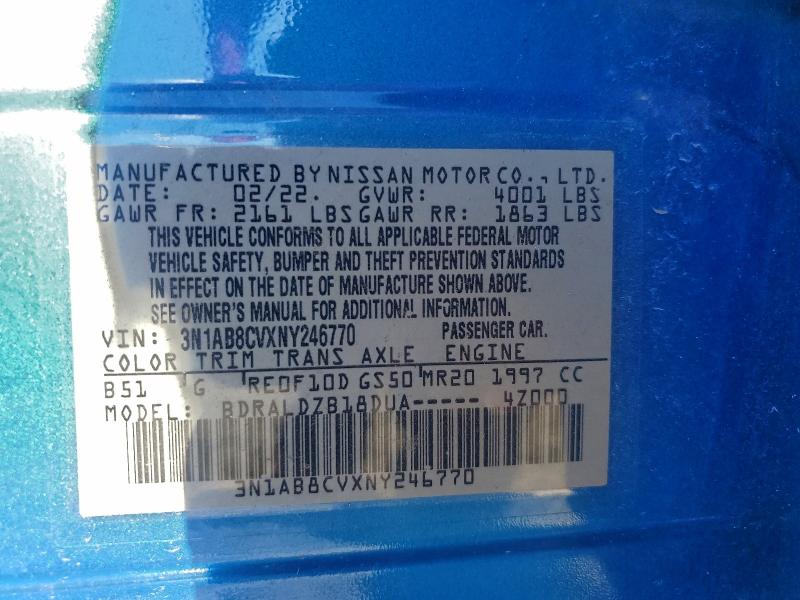 MANUFACTURED BY NISSAN MOTOR CO., LTD.
DATE: 02/22. GVWR: 4001 LBS
GAWR FR: 2161 LBS GAWR RR: 1863 LBS
THIS VEHICLE CONFORMS TO ALL APPLICABLE FEDERAL MOTOR
VEHICLE SAFETY, BUMPER AND THEFT PREVENTION STANDARDS
IN EFFECT ON THE DATE OF MANUFACTURE SHOWN ABOVE.
SEE OWNER'S MANUAL FOR ADDITIONAL INFORMATION.
VIN: 3N1AB8CVXNY246770 PASSENGER CAR.
COLOR TRIM TRANS AXLE ENGINE
B51 G RE0F10D GS50 MR20 1997 CC
MODEL: BDRALDZB18DUA----- 4Z000
3N1AB8CVXNY246770